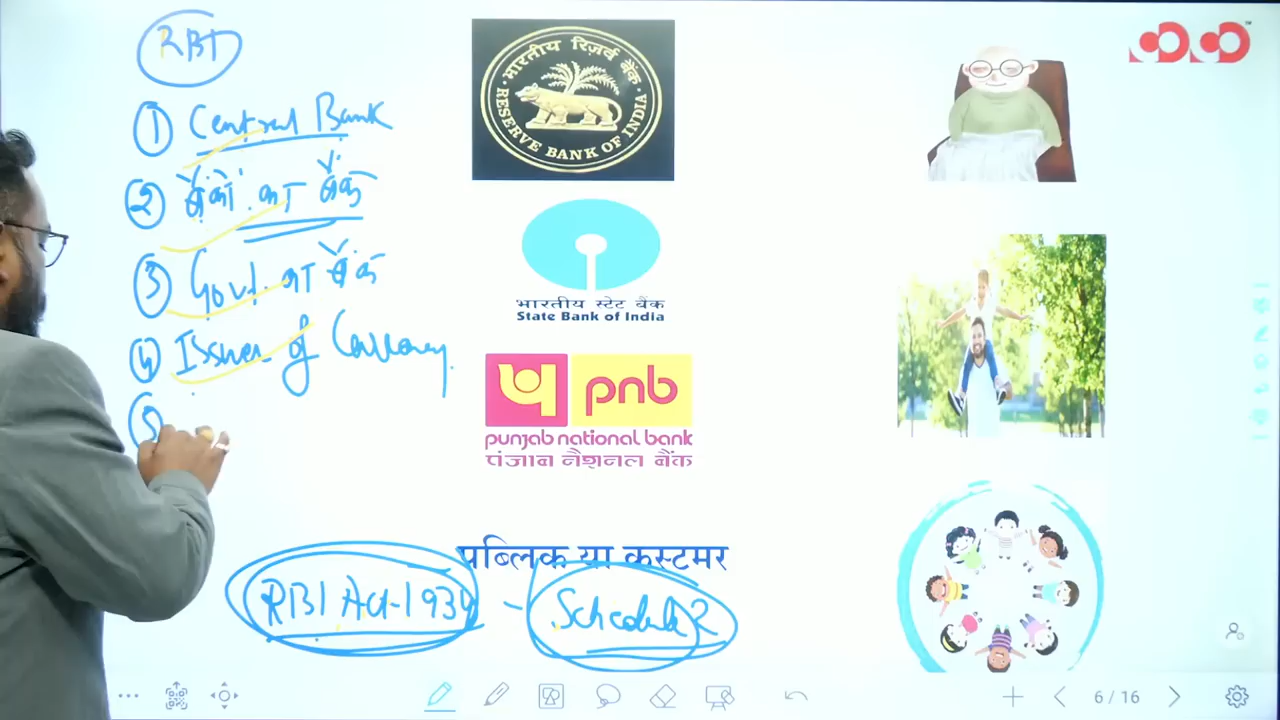 RBI
① Central Bank
② बैंकों का बैंक
③ Govt. का बैंक
④ Issuer of Currency.
⑤
भारतीय रिज़र्व बैंक
RESERVE BANK OF INDIA
भारतीय स्टेट बैंक
State Bank of India
pnb
punjab national bank
पंजाब नैशनल बैंक
पब्लिक या कस्टमर
RBI Act-1934 - Schedule 2
6 / 16